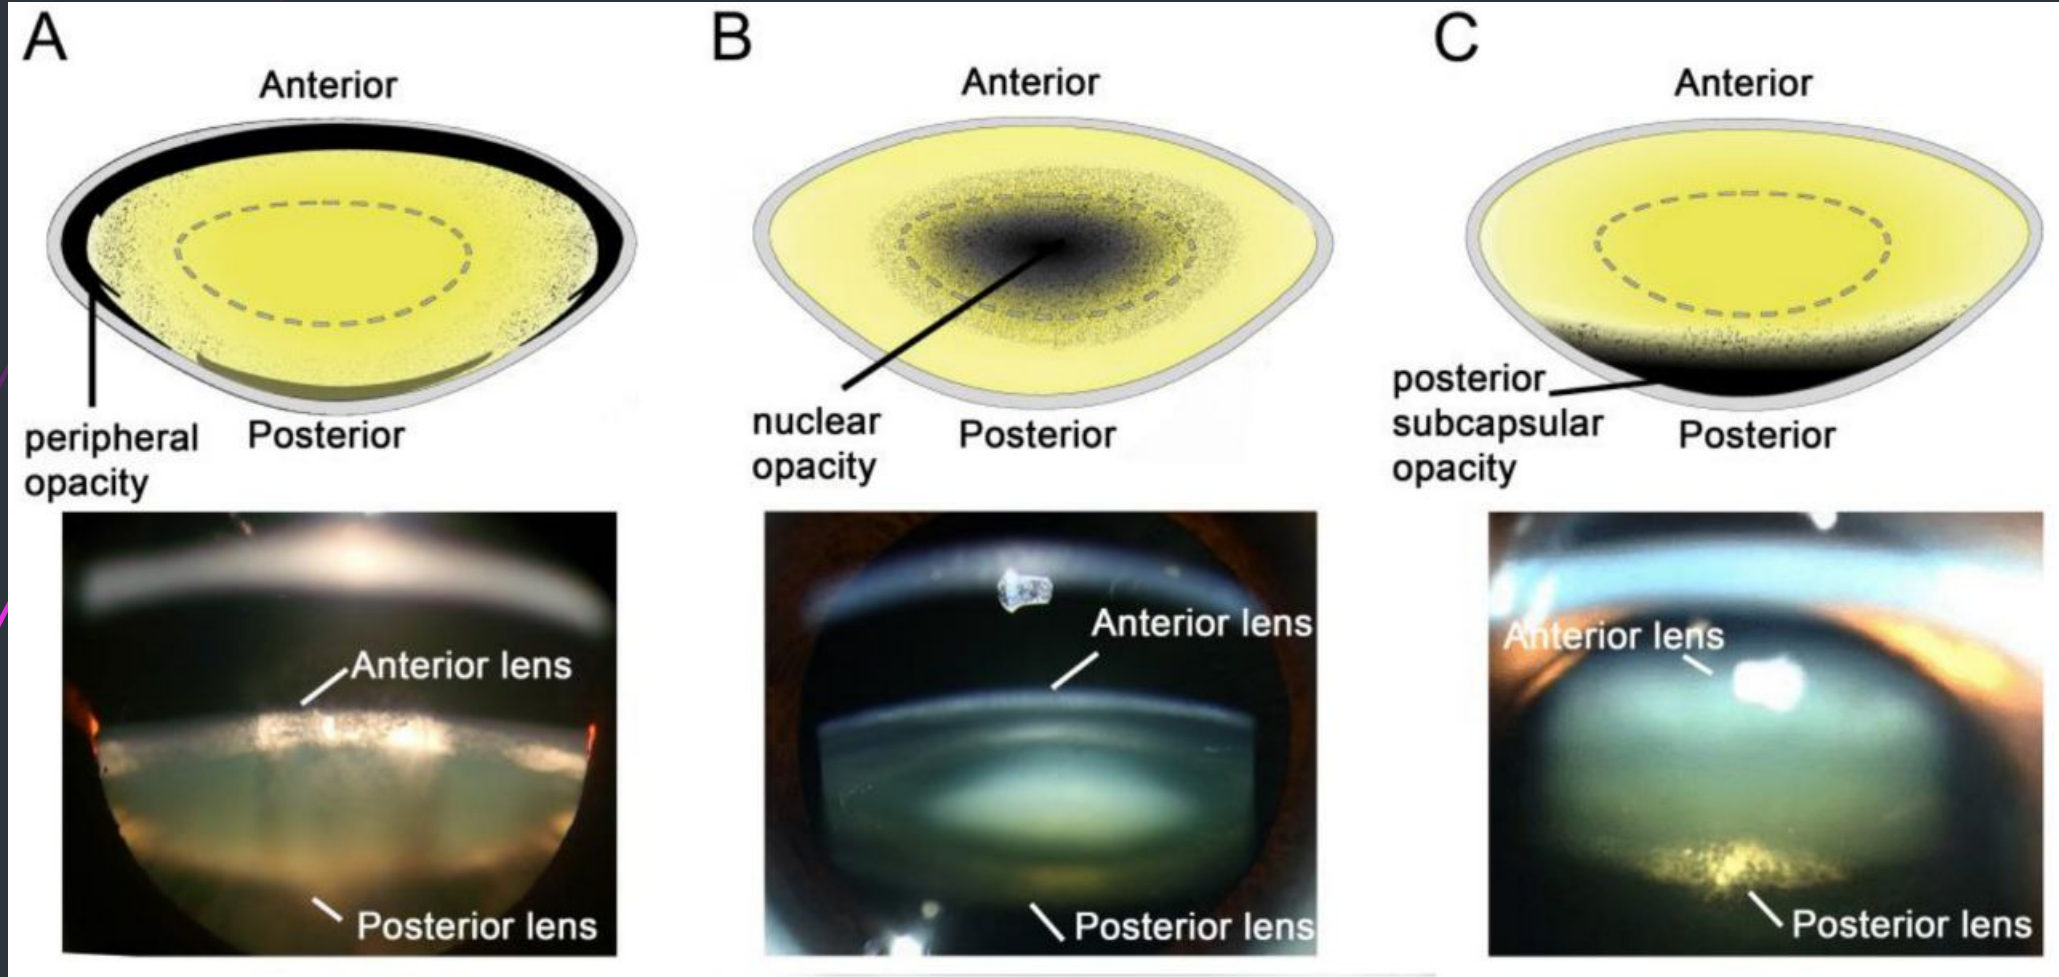 A
Anterior
peripheral
opacity
Posterior
Anterior lens
Posterior lens
B
Anterior
nuclear
opacity
Posterior
Anterior lens
Posterior lens
C
Anterior
posterior
subcapsular
opacity
Posterior
Anterior lens
Posterior lens